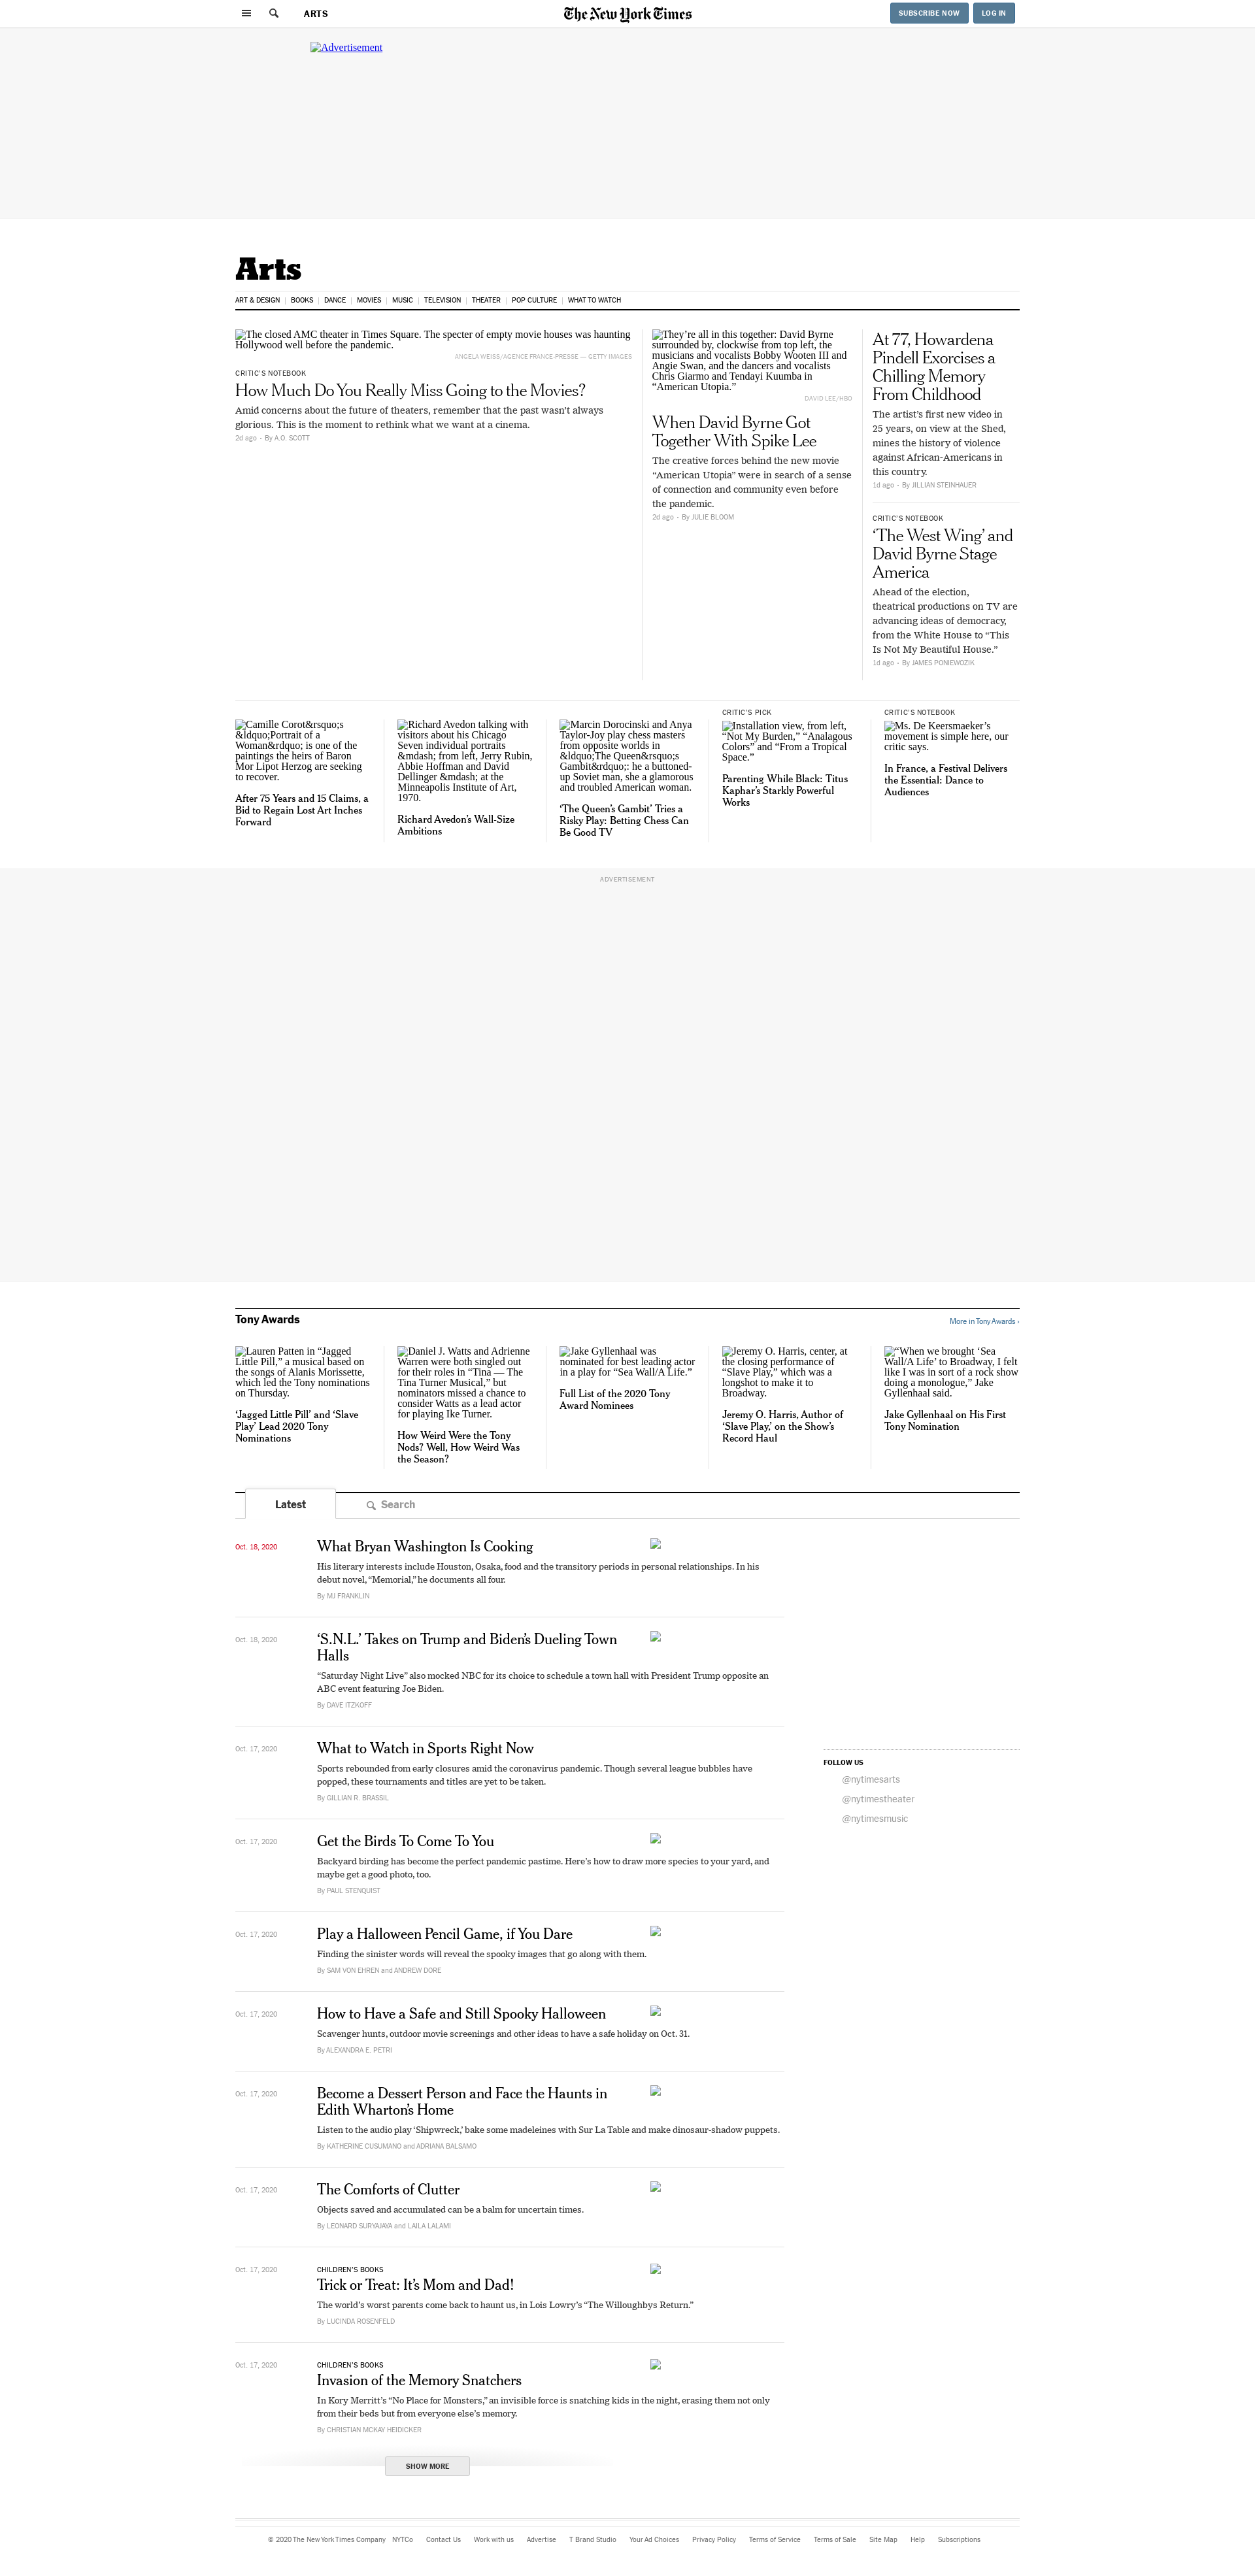 ARTS
The New York Times
SUBSCRIBE NOW
LOG IN
Advertisement
Arts
ART & DESIGN
BOOKS
DANCE
MOVIES
MUSIC
TELEVISION
THEATER
POP CULTURE
WHAT TO WATCH
The closed AMC theater in Times Square. The specter of empty movie houses was haunting
Hollywood well before the pandemic.
ANGELA WEISS/AGENCE FRANCE-PRESSE — GETTY IMAGES
CRITIC’S NOTEBOOK
How Much Do You Really Miss Going to the Movies?
Amid concerns about the future of theaters, remember that the past wasn’t always
glorious. This is the moment to rethink what we want at a cinema.
2d ago - By A.O. SCOTT
They’re all in this together: David Byrne
surrounded by, clockwise from top left, the
musicians and vocalists Bobby Wooten III and
Angie Swan, and the dancers and vocalists
Chris Giarmo and Tendayi Kuumba in
“American Utopia.”
DAVID LEE/HBO
When David Byrne Got
Together With Spike Lee
The creative forces behind the new movie
“American Utopia” were in search of a sense
of connection and community even before
the pandemic.
2d ago - By JULIE BLOOM
At 77, Howardena
Pindell Exorcises a
Chilling Memory
From Childhood
The artist’s first new video in
25 years, on view at the Shed,
mines the history of violence
against African-Americans in
this country.
1d ago - By JILLIAN STEINHAUER
CRITIC’S NOTEBOOK
‘The West Wing’ and
David Byrne Stage
America
Ahead of the election,
theatrical productions on TV are
advancing ideas of democracy,
from the White House to “This
Is Not My Beautiful House.”
1d ago - By JAMES PONIEWOZIK
Camille Corot&rsquo;s
&ldquo;Portrait of a
Woman&rdquo; is one of the
paintings the heirs of Baron
Mor Lipot Herzog are seeking
to recover.
After 75 Years and 15 Claims, a
Bid to Regain Lost Art Inches
Forward
Richard Avedon talking with
visitors about his Chicago
Seven individual portraits
&mdash; from left, Jerry Rubin,
Abbie Hoffman and David
Dellinger &mdash; at the
Minneapolis Institute of Art,
1970.
Richard Avedon’s Wall-Size
Ambitions
Marcin Dorocinski and Anya
Taylor-Joy play chess masters
from opposite worlds in
&ldquo;The Queen&rsquo;s
Gambit&rdquo;: he a buttoned-
up Soviet man, she a glamorous
and troubled American woman.
‘The Queen’s Gambit’ Tries a
Risky Play: Betting Chess Can
Be Good TV
CRITIC’S PICK
Installation view, from left,
“Not My Burden,” “Analagous
Colors” and “From a Tropical
Space.”
Parenting While Black: Titus
Kaphar’s Starkly Powerful
Works
CRITIC’S NOTEBOOK
Ms. De Keersmaeker’s
movement is simple here, our
critic says.
In France, a Festival Delivers
the Essential: Dance to
Audiences
ADVERTISEMENT
Tony Awards
More in Tony Awards ›
Lauren Patten in “Jagged
Little Pill,” a musical based on
the songs of Alanis Morissette,
which led the Tony nominations
on Thursday.
‘Jagged Little Pill’ and ‘Slave
Play’ Lead 2020 Tony
Nominations
Daniel J. Watts and Adrienne
Warren were both singled out
for their roles in “Tina — The
Tina Turner Musical,” but
nominators missed a chance to
consider Watts as a lead actor
for playing Ike Turner.
How Weird Were the Tony
Nods? Well, How Weird Was
the Season?
Jake Gyllenhaal was
nominated for best leading actor
in a play for “Sea Wall/A Life.”
Full List of the 2020 Tony
Award Nominees
Jeremy O. Harris, center, at
the closing performance of
“Slave Play,” which was a
longshot to make it to
Broadway.
Jeremy O. Harris, Author of
‘Slave Play,’ on the Show’s
Record Haul
“When we brought ‘Sea
Wall/A Life’ to Broadway, I felt
like I was in sort of a rock show
doing a monologue,” Jake
Gyllenhaal said.
Jake Gyllenhaal on His First
Tony Nomination
Latest
Search
Oct. 18, 2020
What Bryan Washington Is Cooking
His literary interests include Houston, Osaka, food and the transitory periods in personal relationships. In his
debut novel, “Memorial,” he documents all four.
By MJ FRANKLIN
Oct. 18, 2020
‘S.N.L.’ Takes on Trump and Biden’s Dueling Town
Halls
“Saturday Night Live” also mocked NBC for its choice to schedule a town hall with President Trump opposite an
ABC event featuring Joe Biden.
By DAVE ITZKOFF
Oct. 17, 2020
What to Watch in Sports Right Now
Sports rebounded from early closures amid the coronavirus pandemic. Though several league bubbles have
popped, these tournaments and titles are yet to be taken.
By GILLIAN R. BRASSIL
FOLLOW US
@nytimesarts
@nytimestheater
@nytimesmusic
Oct. 17, 2020
Get the Birds To Come To You
Backyard birding has become the perfect pandemic pastime. Here’s how to draw more species to your yard, and
maybe get a good photo, too.
By PAUL STENQUIST
Oct. 17, 2020
Play a Halloween Pencil Game, if You Dare
Finding the sinister words will reveal the spooky images that go along with them.
By SAM VON EHREN and ANDREW DORE
Oct. 17, 2020
How to Have a Safe and Still Spooky Halloween
Scavenger hunts, outdoor movie screenings and other ideas to have a safe holiday on Oct. 31.
By ALEXANDRA E. PETRI
Oct. 17, 2020
Become a Dessert Person and Face the Haunts in
Edith Wharton’s Home
Listen to the audio play ‘Shipwreck,’ bake some madeleines with Sur La Table and make dinosaur-shadow puppets.
By KATHERINE CUSUMANO and ADRIANA BALSAMO
Oct. 17, 2020
The Comforts of Clutter
Objects saved and accumulated can be a balm for uncertain times.
By LEONARD SURYAJAYA and LAILA LALAMI
Oct. 17, 2020
CHILDREN’S BOOKS
Trick or Treat: It’s Mom and Dad!
The world’s worst parents come back to haunt us, in Lois Lowry’s “The Willoughbys Return.”
By LUCINDA ROSENFELD
Oct. 17, 2020
CHILDREN’S BOOKS
Invasion of the Memory Snatchers
In Kory Merritt’s “No Place for Monsters,” an invisible force is snatching kids in the night, erasing them not only
from their beds but from everyone else’s memory.
By CHRISTIAN MCKAY HEIDICKER
SHOW MORE
© 2020 The New York Times Company NYTCo Contact Us Work with us Advertise T Brand Studio Your Ad Choices Privacy Policy Terms of Service Terms of Sale Site Map Help Subscriptions